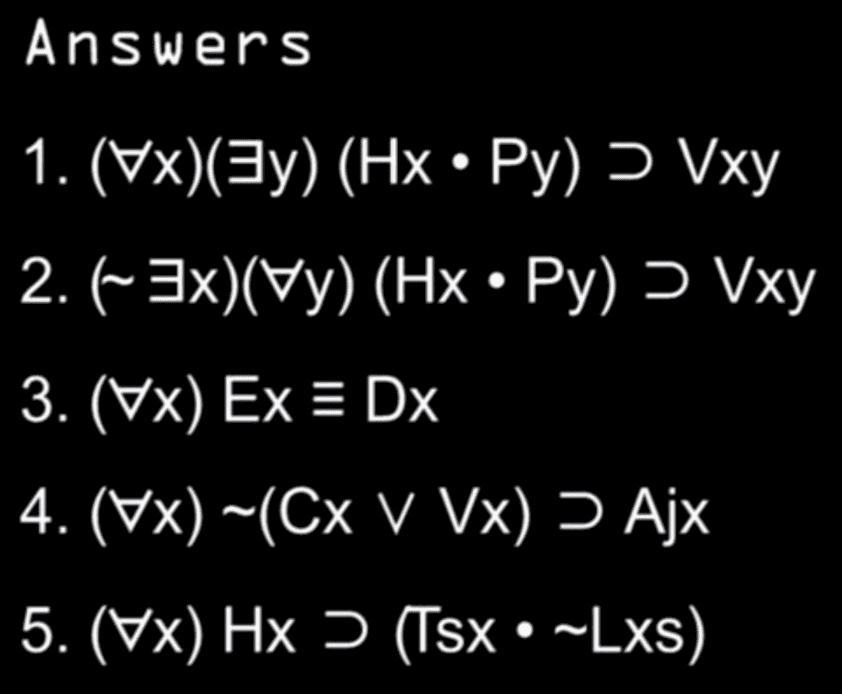 Answers
1. (∀x)(∃y) (Hx • Py) ⊃ Vxy
2. (~ ∃x)(∀y) (Hx • Py) ⊃ Vxy
3. (∀x) Ex ≡ Dx
4. (∀x) ~(Cx ∨ Vx) ⊃ Ajx
5. (∀x) Hx ⊃ (Tsx • ~Lxs)